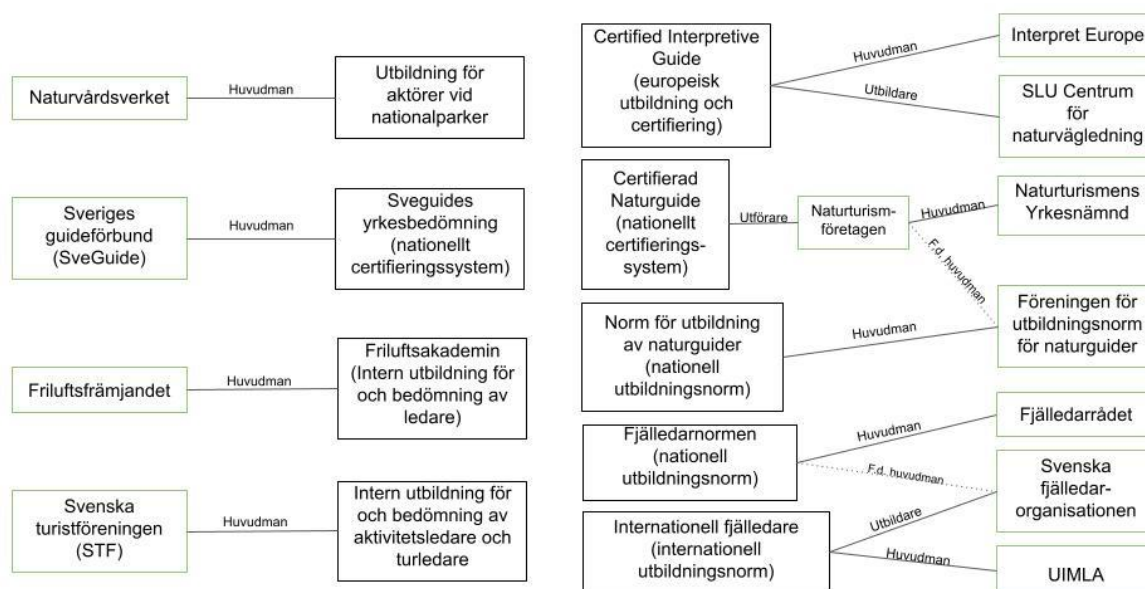 Naturvårdsverket
Huvudman
Utbildning för
aktörer vid
nationalparker
Sveriges
guideförbund
(SveGuide)
Huvudman
Sveguides
yrkesbedömning
(nationellt
certifieringssystem)
Friluftsfrämjandet
Huvudman
Friluftsakademin
(Intern utbildning för
och bedömning av
ledare)
Svenska
turistföreningen
(STF)
Huvudman
Intern utbildning för
och bedömning av
aktivitetsledare och
turledare
Certified Interpretive
Guide
(europeisk
utbildning och
certifiering)
Huvudman
Interpret Europe
Utbildare
SLU Centrum
för
naturvägledning
Certifierad
Naturguide
(nationellt
certifierings-
system)
Utförare
Naturturism-
företagen
Huvudman
Naturturismens
Yrkesnämnd
F.d. huvudman
Norm för utbildning
av naturguider
(nationell
utbildningsnorm)
Huvudman
Föreningen för
utbildningsnorm
för naturguider
Fjälledarnormen
(nationell
utbildningsnorm)
Huvudman
Fjälledarrådet
F.d. huvudman
Svenska
fjälledar-
organisationen
Internationell fjälledare
(internationell
utbildningsnorm)
Utbildare
Huvudman
UIMLA